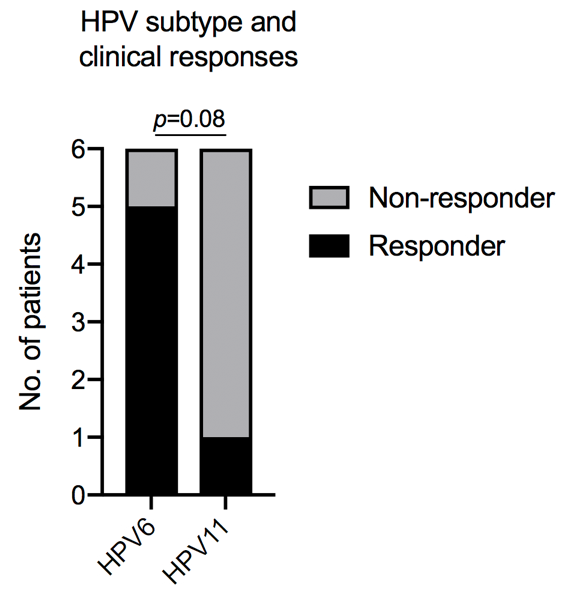 HPV subtype and
clinical responses
p=0.08
6
5
4
3
2
1
0
No. of patients
HPV6
HPV11
Non-responder
Responder